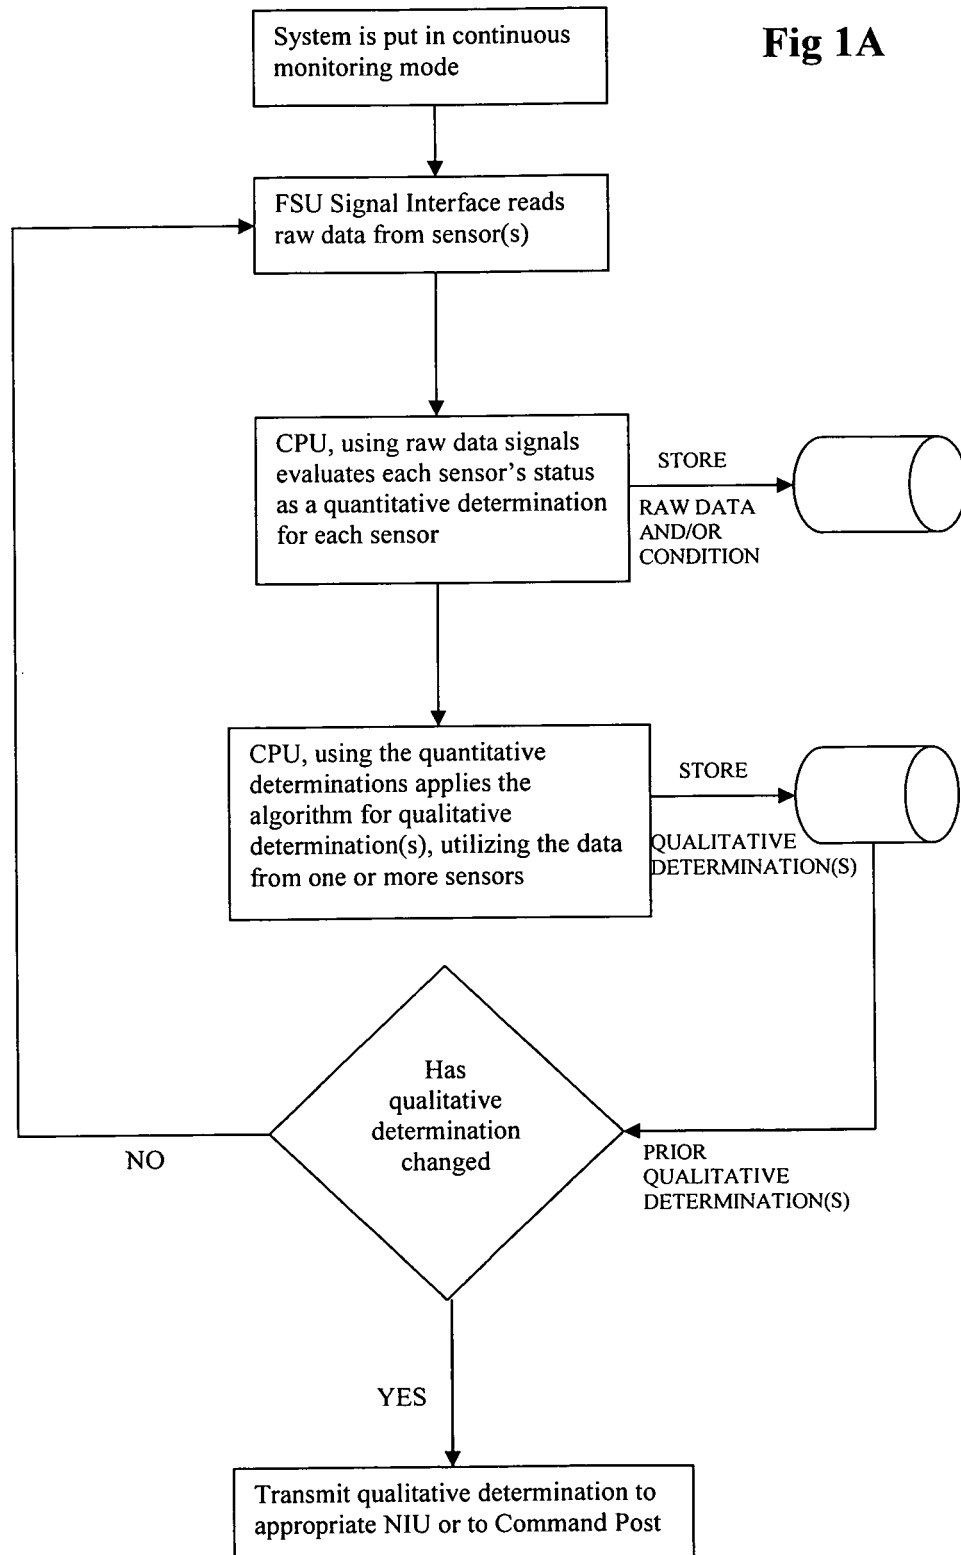 Fig 1A
System is put in continuous
monitoring mode
FSU Signal Interface reads
raw data from sensor(s)
CPU, using raw data signals
evaluates each sensor's status
as a quantitative determination
for each sensor
STORE
RAW DATA
AND/OR
CONDITION
CPU, using the quantitative
determinations applies the
algorithm for qualitative
determination(s), utilizing the data
from one or more sensors
STORE
QUALITATIVE
DETERMINATION(S)
Has
qualitative
determination
changed
NO
PRIOR
QUALITATIVE
DETERMINATION(S)
YES
Transmit qualitative determination to
appropriate NIU or to Command Post